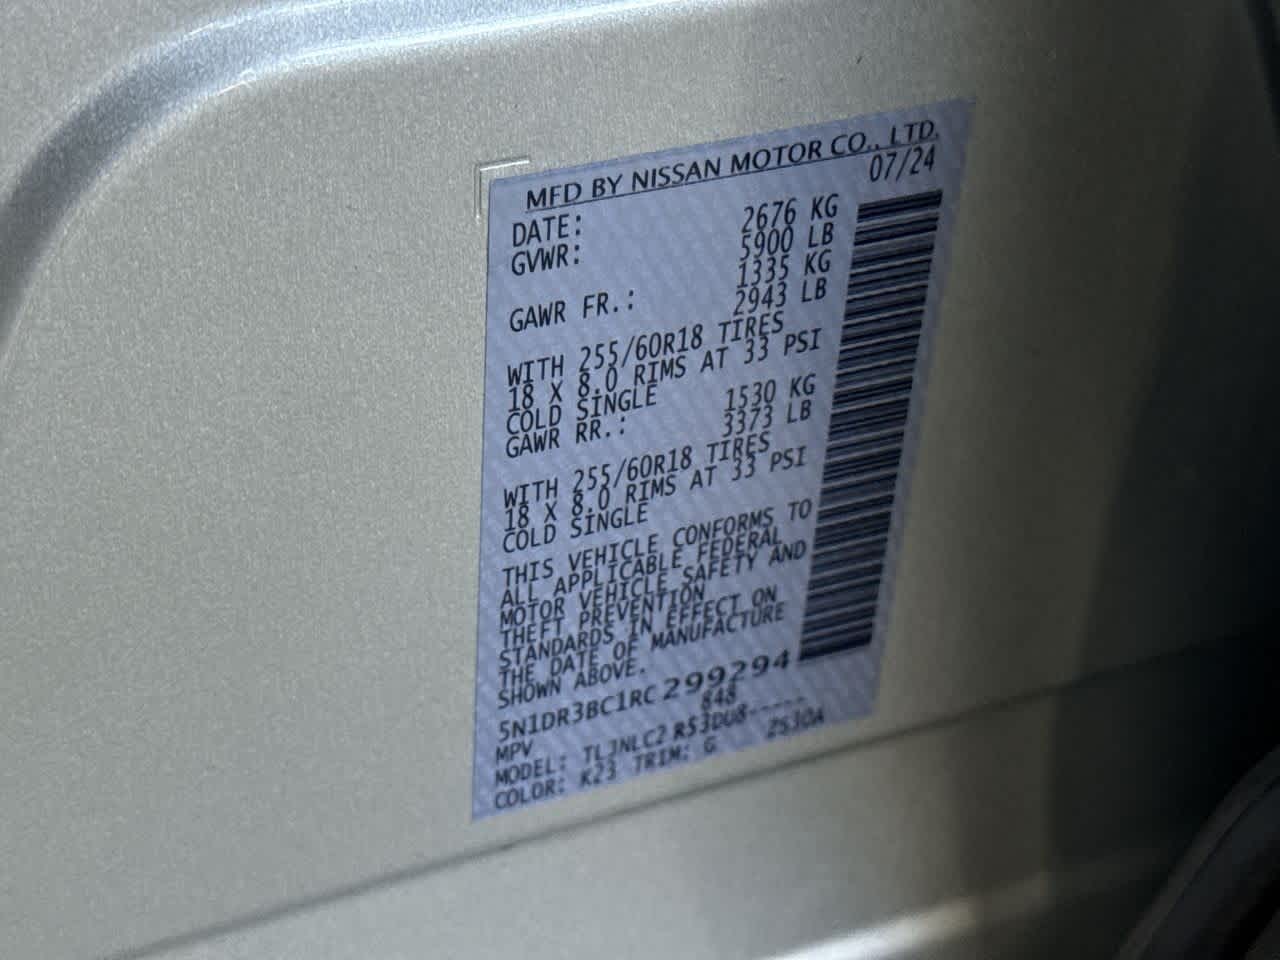 MFD BY NISSAN MOTOR CO., LTD.
DATE: 07/24
GVWR: 2676 KG
5900 LB
GAWR FR.: 1335 KG
2943 LB
WITH 255/60R18 TIRES
18 X 8.0 RIMS AT 33 PSI
COLD SINGLE
GAWR RR.: 1530 KG
3373 LB
WITH 255/60R18 TIRES
18 X 8.0 RIMS AT 33 PSI
COLD SINGLE
THIS VEHICLE CONFORMS TO
ALL APPLICABLE FEDERAL
MOTOR VEHICLE SAFETY AND
THEFT PREVENTION
STANDARDS IN EFFECT ON
THE DATE OF MANUFACTURE
SHOWN ABOVE.
5N1DR3BC1RC299294
MPV 848
MODEL: TL3NLC2 R53DU8-----
COLOR: K23 TRIM: G 2530A